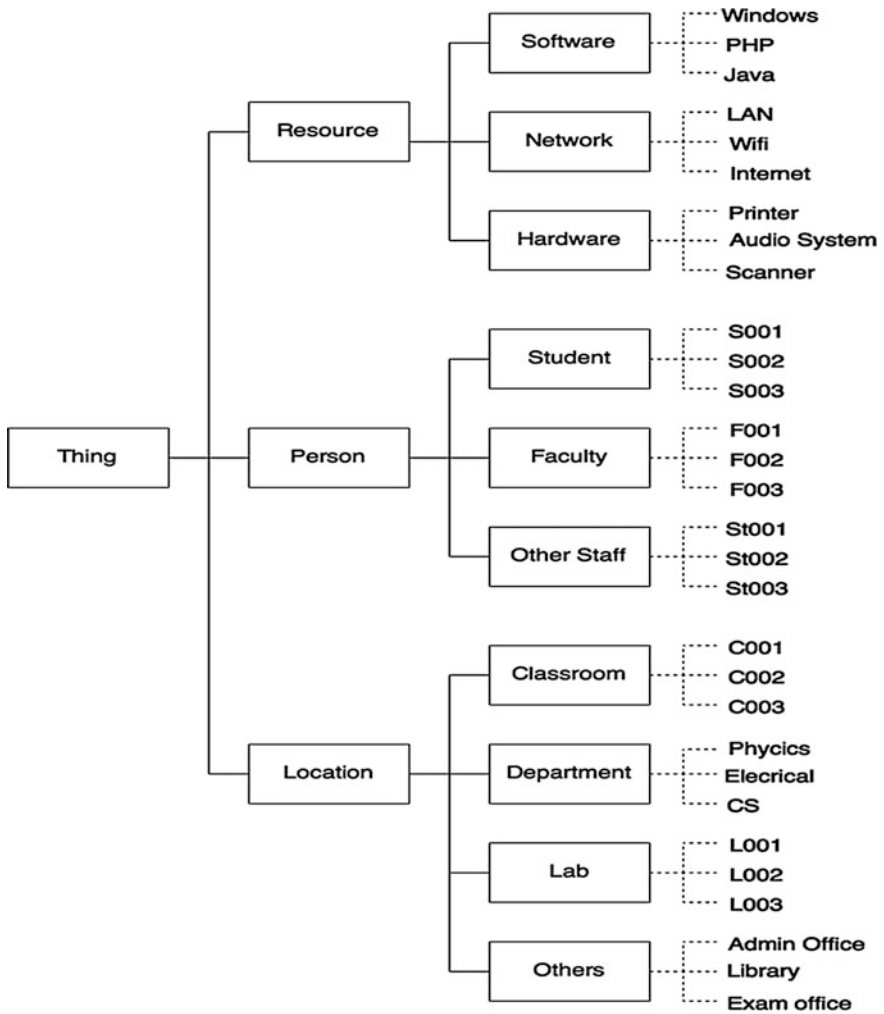 Windows
Software
PHP
Java
Resource
LAN
Network
Wifi
Internet
Printer
Hardware
Audio System
Scanner
S001
Student
S002
S003
Thing
Person
F001
Faculty
F002
F003
St001
Other Staff
St002
St003
C001
Classroom
C002
C003
Location
Phycics
Department
Elecrical
CS
L001
Lab
L002
L003
Admin Office
Others
Library
Exam office